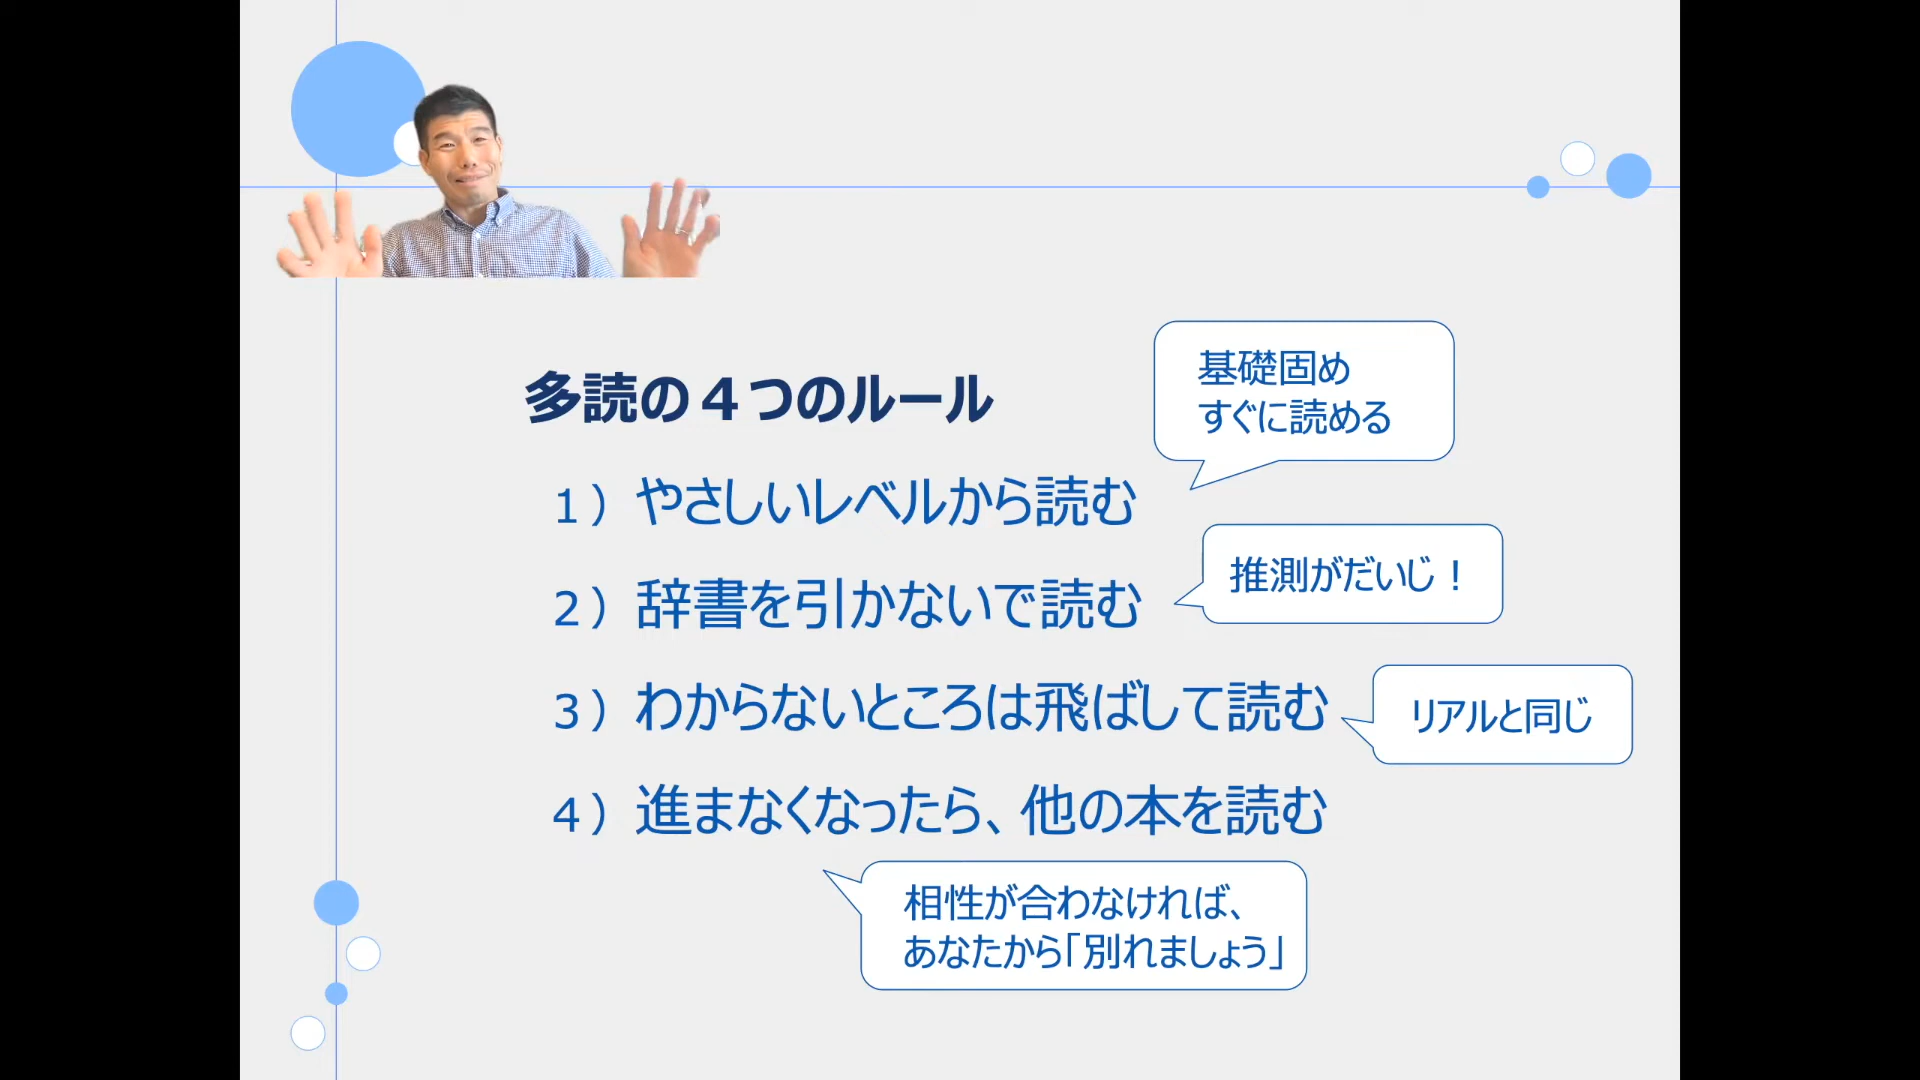 多読の４つのルール
基礎固め
すぐに読める
１）やさしいレベルから読む
推測がだいじ！
２）辞書を引かないで読む
３）わからないところは飛ばして読む
リアルと同じ
４）進まなくなったら、他の本を読む
相性が合わなければ、
あなたから「別れましょう」